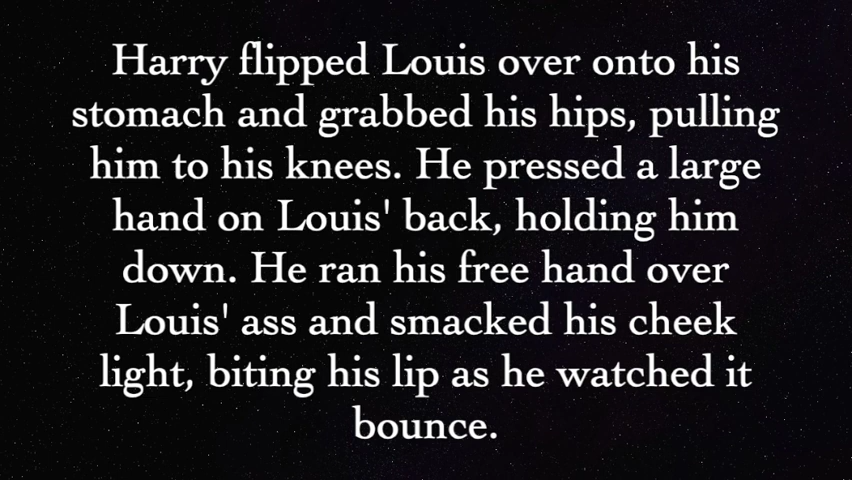 Harry flipped Louis over onto his
stomach and grabbed his hips, pulling
him to his knees. He pressed a large
hand on Louis' back, holding him
down. He ran his free hand over
Louis' ass and smacked his cheek
light, biting his lip as he watched it
bounce.